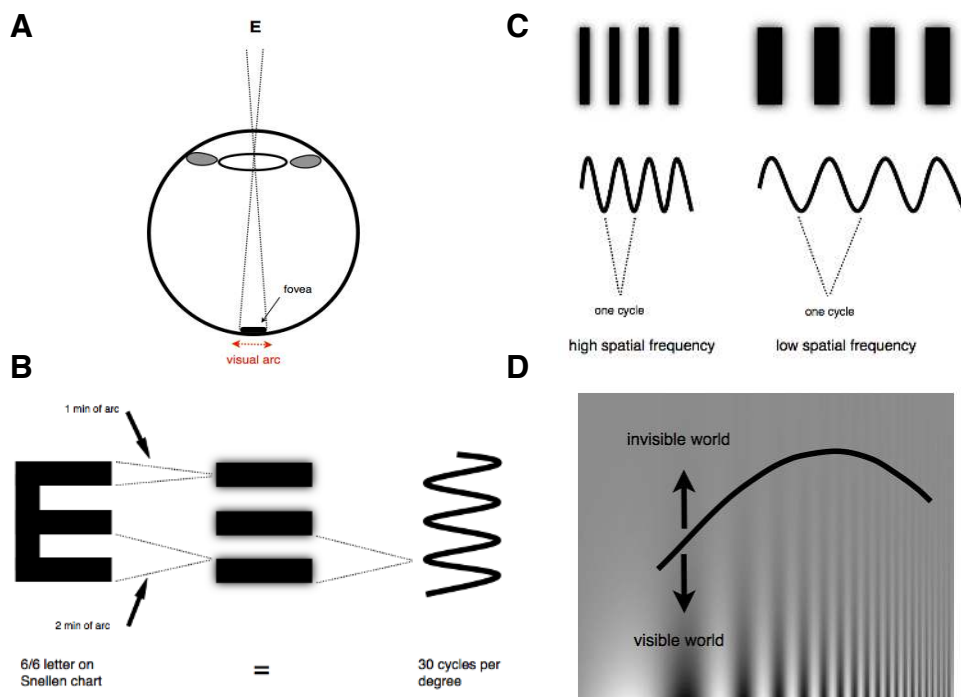 A
E
fovea
visual arc
B
1 min of arc
2 min of arc
6/6 letter on
Snellen chart
=
30 cycles per
degree
C
one cycle
one cycle
high spatial frequency
low spatial frequency
D
invisible world
visible world